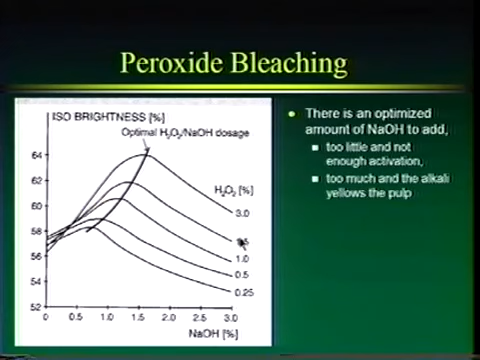 Peroxide Bleaching
ISO BRIGHTNESS [%]
Optimal H₂O₂/NaOH dosage
64
62
60
58
56
54
52
H₂O₂ [%]
3.0
1.0
0.5
0.25
0
0.5
1.0
1.5
2.0
2.5
3.0
NaOH [%]
There is an optimized
amount of NaOH to add,
too little and not
enough activation,
too much and the alkali
yellows the pulp